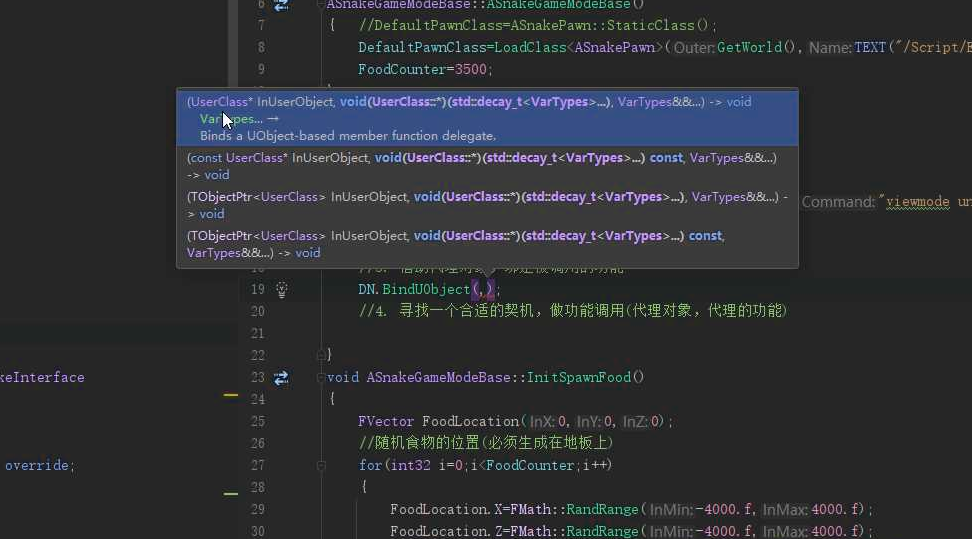 6 ASnakeGameModeBase::ASnakeGameModeBase()
7 { //DefaultPawnClass=ASnakePawn::StaticClass();
8 DefaultPawnClass=LoadClass<ASnakePawn>(Outer:GetWorld(), Name:TEXT("/Script/E
9 FoodCounter=3500;
(UserClass* InUserObject, void(UserClass::*)(std::decay_t<VarTypes>...), VarTypes&&...) -> void
VarTypes... →
Binds a UObject-based member function delegate.
(const UserClass* InUserObject, void(UserClass::*)(std::decay_t<VarTypes>...) const, VarTypes&&...)
-> void
(TObjectPtr<UserClass> InUserObject, void(UserClass::*)(std::decay_t<VarTypes>...), VarTypes&&...) -
> void
Command: "viewmode un
(TObjectPtr<UserClass> InUserObject, void(UserClass::*)(std::decay_t<VarTypes>...) const,
VarTypes&&...) -> void
19 DN.BindUObject(,);
20 //4. 寻找一个合适的契机，做功能调用(代理对象，代理的功能)
21
22 }
keInterface
23 void ASnakeGameModeBase::InitSpawnFood()
24 {
25 FVector FoodLocation(InX:0,InY:0,InZ:0);
26 //随机食物的位置(必须生成在地板上)
override;
27 for(int32 i=0;i<FoodCounter;i++)
28 {
29 FoodLocation.X=FMath::RandRange(InMin:-4000.f,InMax:4000.f);
30 FoodLocation.Z=FMath::RandRange(InMin:-4000.f,InMax:4000.f);